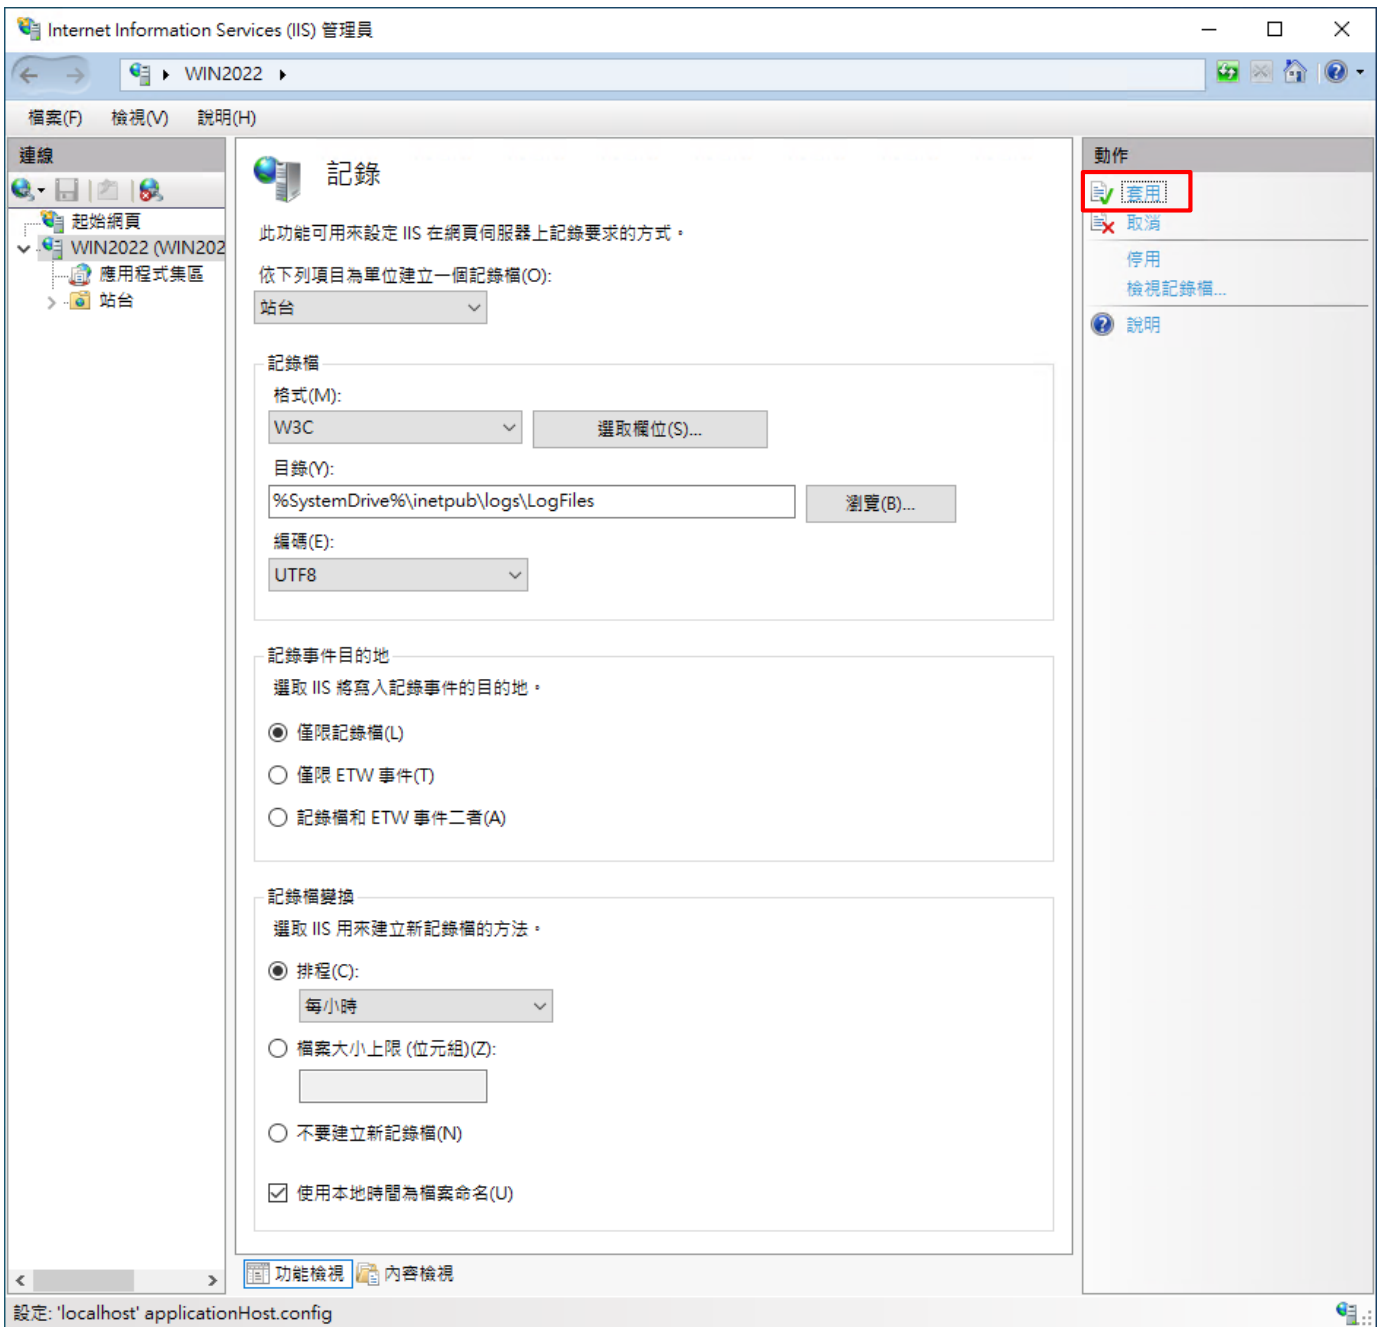 Internet Information Services (IIS) 管理員
WIN2022
檔案(F) 檢視(V) 說明(H)
連線
起始網頁
WIN2022 (WIN202
應用程式集區
站台
記錄
此功能可用來設定 IIS 在網頁伺服器上記錄要求的方式。
依下列項目為單位建立一個記錄檔(O):
站台
記錄檔
格式(M):
W3C
選取欄位(S)...
目錄(Y):
%SystemDrive%\inetpub\logs\LogFiles
瀏覽(B)...
編碼(E):
UTF8
記錄事件目的地
選取 IIS 將寫入記錄事件的目的地。
僅限記錄檔(L)
僅限 ETW 事件(T)
記錄檔和 ETW 事件二者(A)
記錄檔變換
選取 IIS 用來建立新記錄檔的方法。
排程(C):
每小時
檔案大小上限 (位元組)(Z):
不要建立新記錄檔(N)
使用本地時間為檔案命名(U)
功能檢視 內容檢視
動作
套用
取消
停用
檢視記錄檔...
說明
設定: 'localhost' applicationHost.config